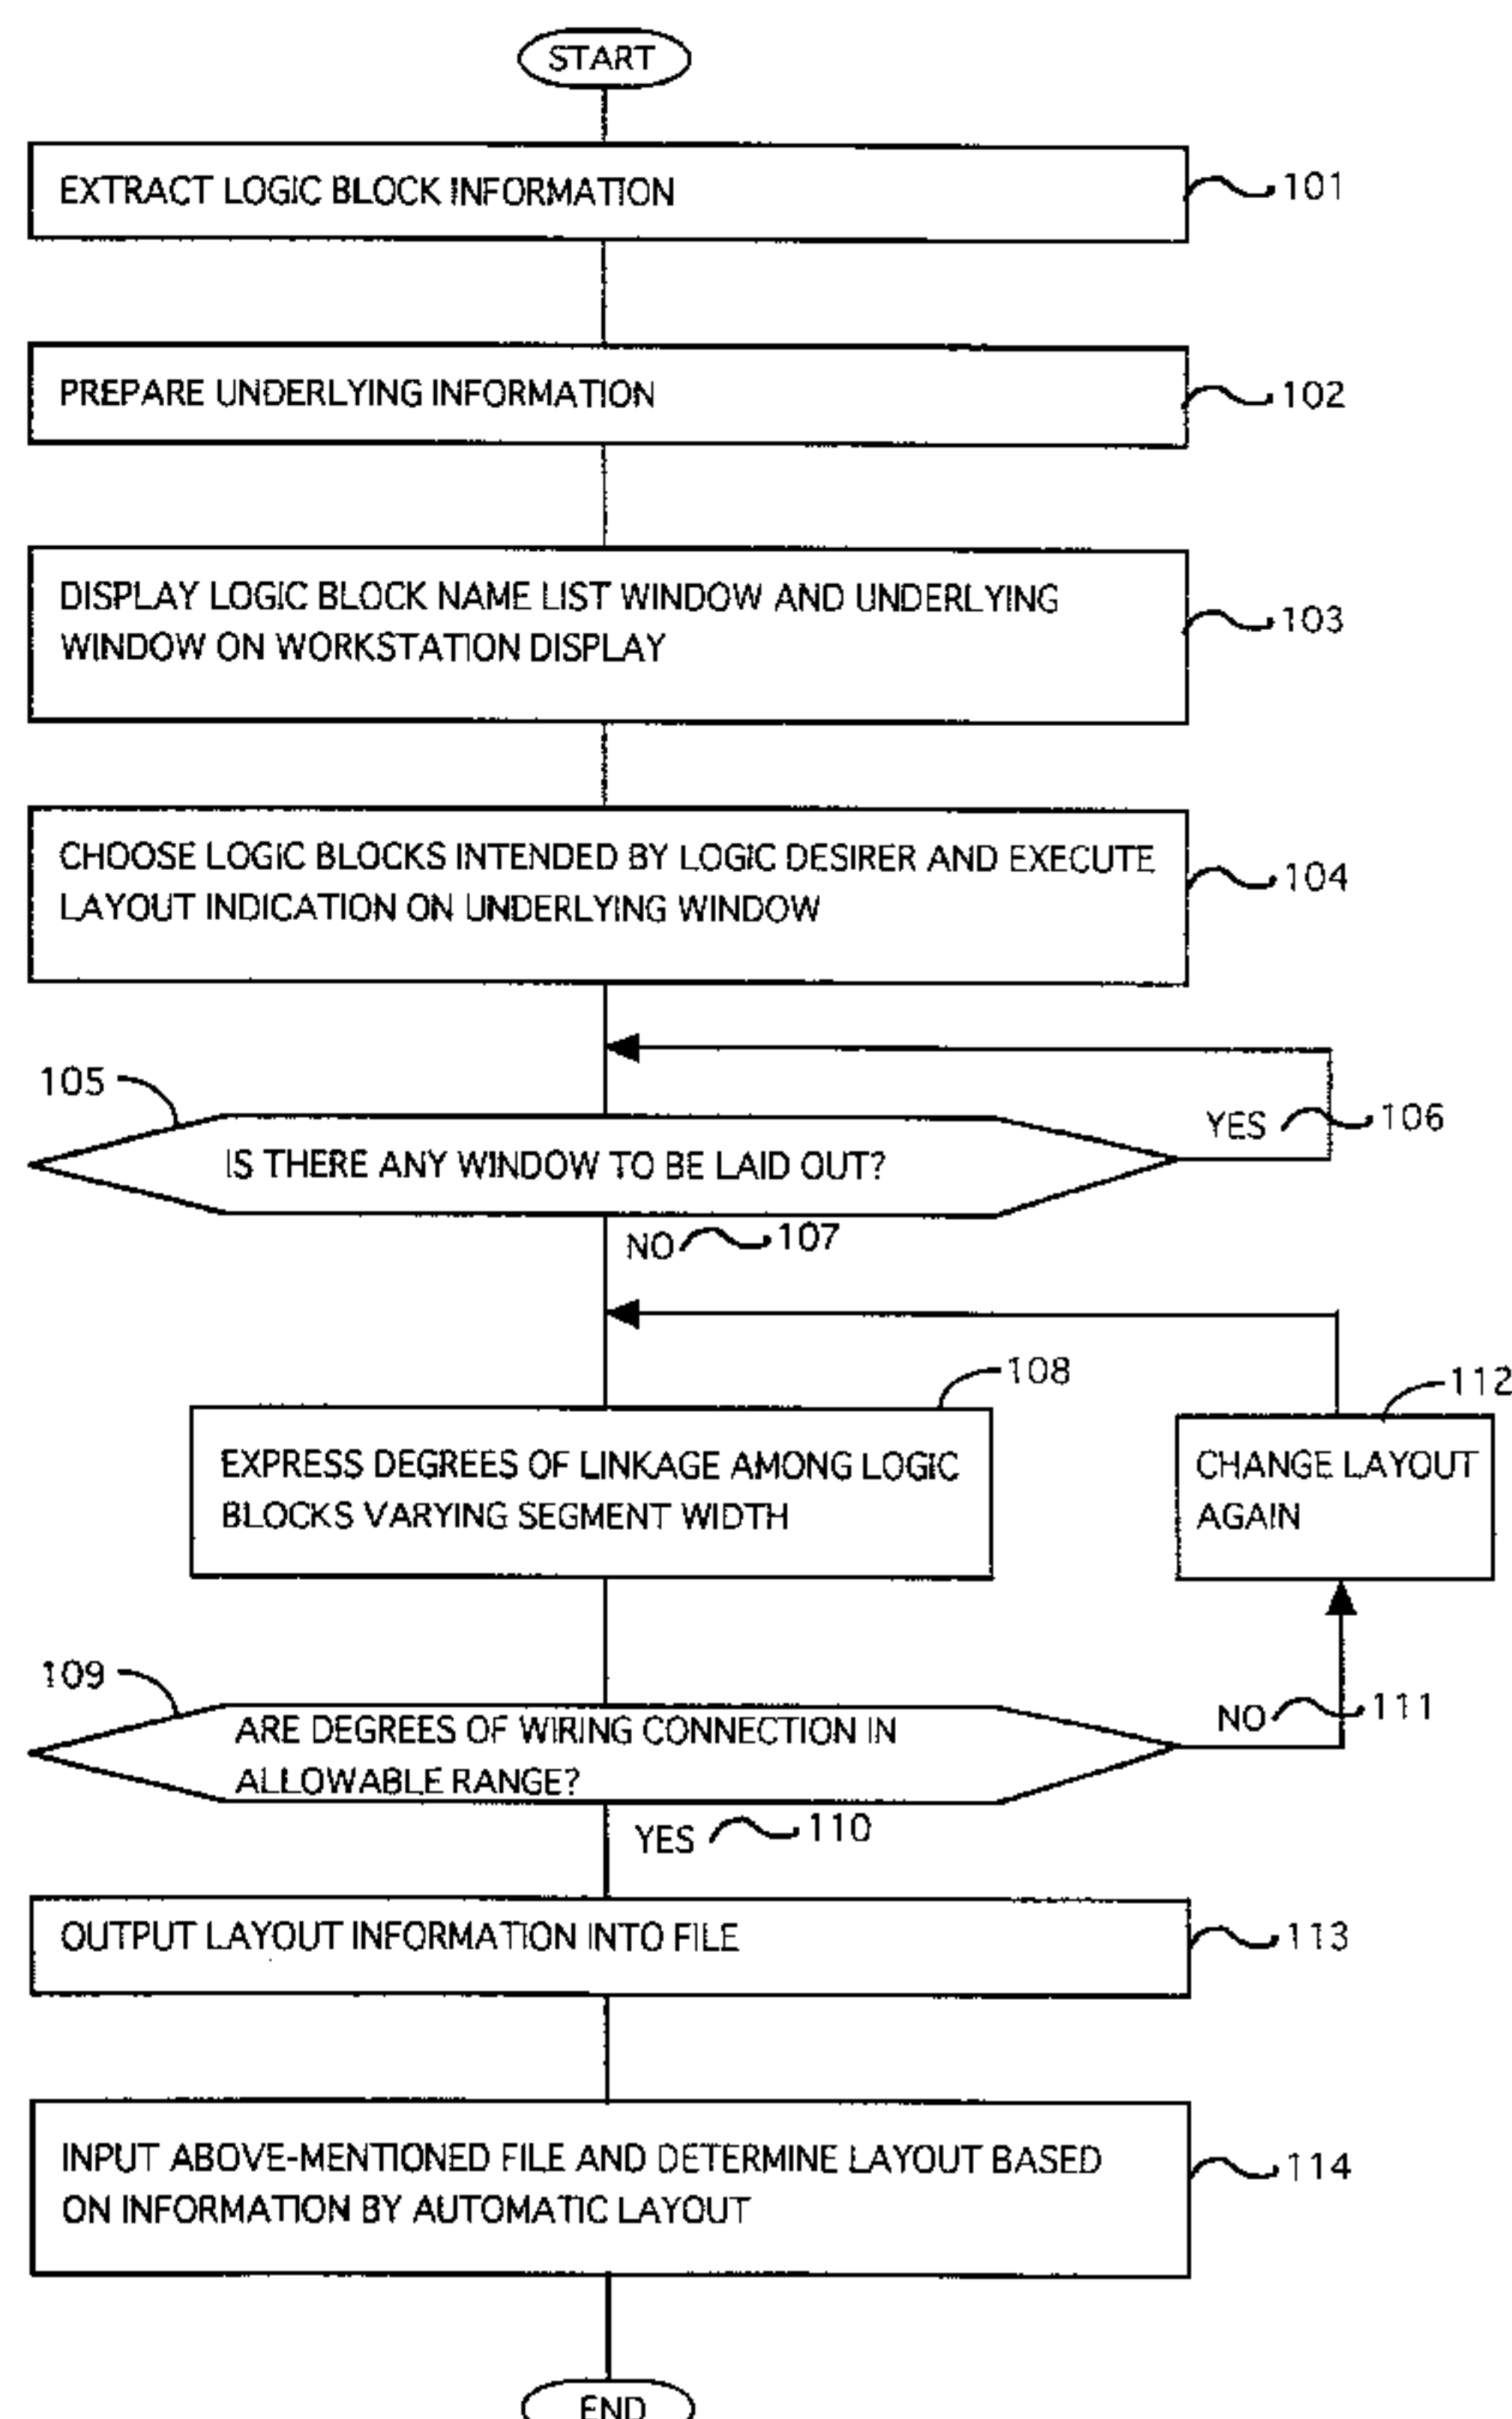 START
EXTRACT LOGIC BLOCK INFORMATION
101
PREPARE UNDERLYING INFORMATION
102
DISPLAY LOGIC BLOCK NAME LIST WINDOW AND UNDERLYING
WINDOW ON WORKSTATION DISPLAY
103
CHOOSE LOGIC BLOCKS INTENDED BY LOGIC DESIRER AND EXECUTE
LAYOUT INDICATION ON UNDERLYING WINDOW
104
105
IS THERE ANY WINDOW TO BE LAID OUT?
YES 106
NO 107
108
EXPRESS DEGREES OF LINKAGE AMONG LOGIC
BLOCKS VARYING SEGMENT WIDTH
112
CHANGE LAYOUT
AGAIN
109
ARE DEGREES OF WIRING CONNECTION IN
ALLOWABLE RANGE?
NO 111
YES 110
OUTPUT LAYOUT INFORMATION INTO FILE
113
INPUT ABOVE-MENTIONED FILE AND DETERMINE LAYOUT BASED
ON INFORMATION BY AUTOMATIC LAYOUT
114
END